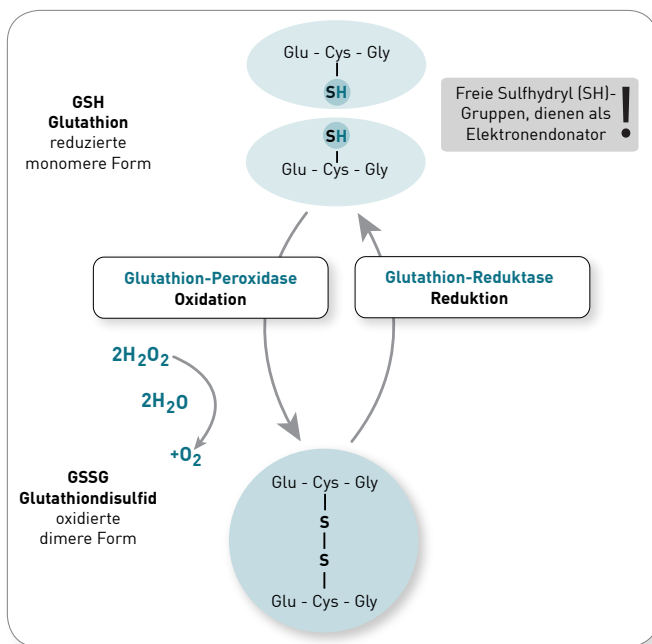 Glu - Cys - Gly
SH
GSH
Glutathion
reduzierte
monomere Form
SH
Glu - Cys - Gly
Freie Sulfhydryl (SH)-
Gruppen, dienen als
Elektronendonator
!
Glutathion-Peroxidase
Oxidation
Glutathion-Reduktase
Reduktion
2H₂O₂
2H₂O
+O₂
GSSG
Glutathiondisulfid
oxidierte
dimere Form
Glu - Cys - Gly
S
S
Glu - Cys - Gly